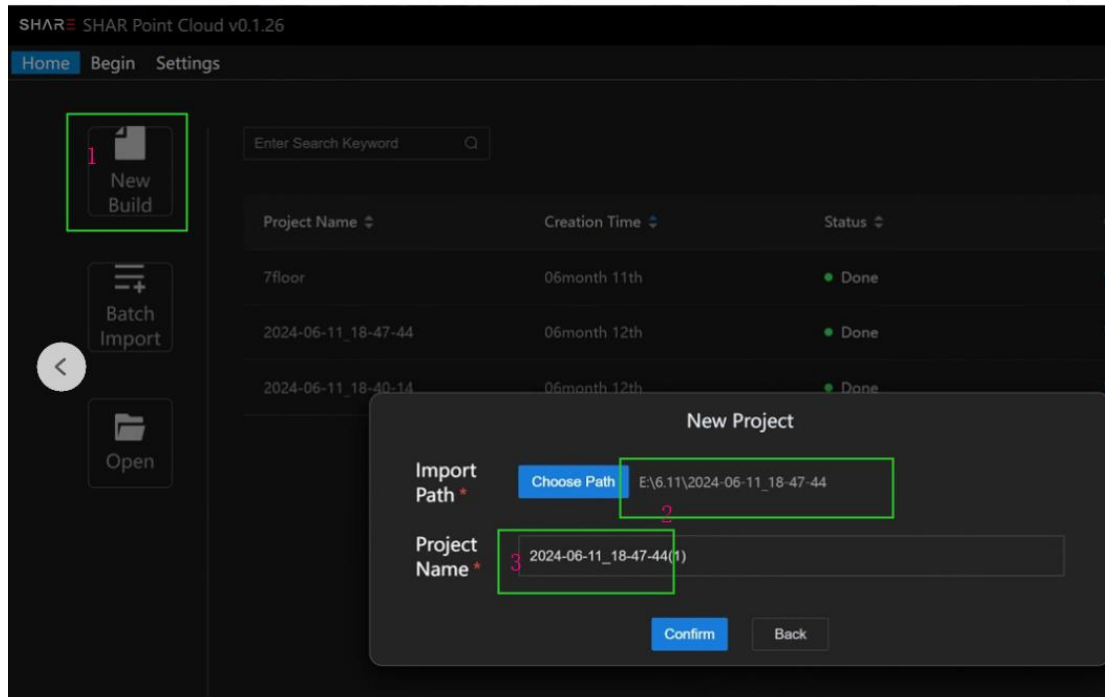 SHARE SHAR Point Cloud v0.1.26
Home Begin Settings
1
New
Build
Batch
Import
Open
Enter Search Keyword
Project Name Creation Time Status
7floor 06month 11th Done
2024-06-11_18-47-44 06month 12th Done
2024-06-11_18-40-14 06month 12th Done
New Project
Import
Path *
Choose Path E:\6.11\2024-06-11_18-47-44
2
Project
Name *
3
2024-06-11_18-47-44(1)
Confirm Back